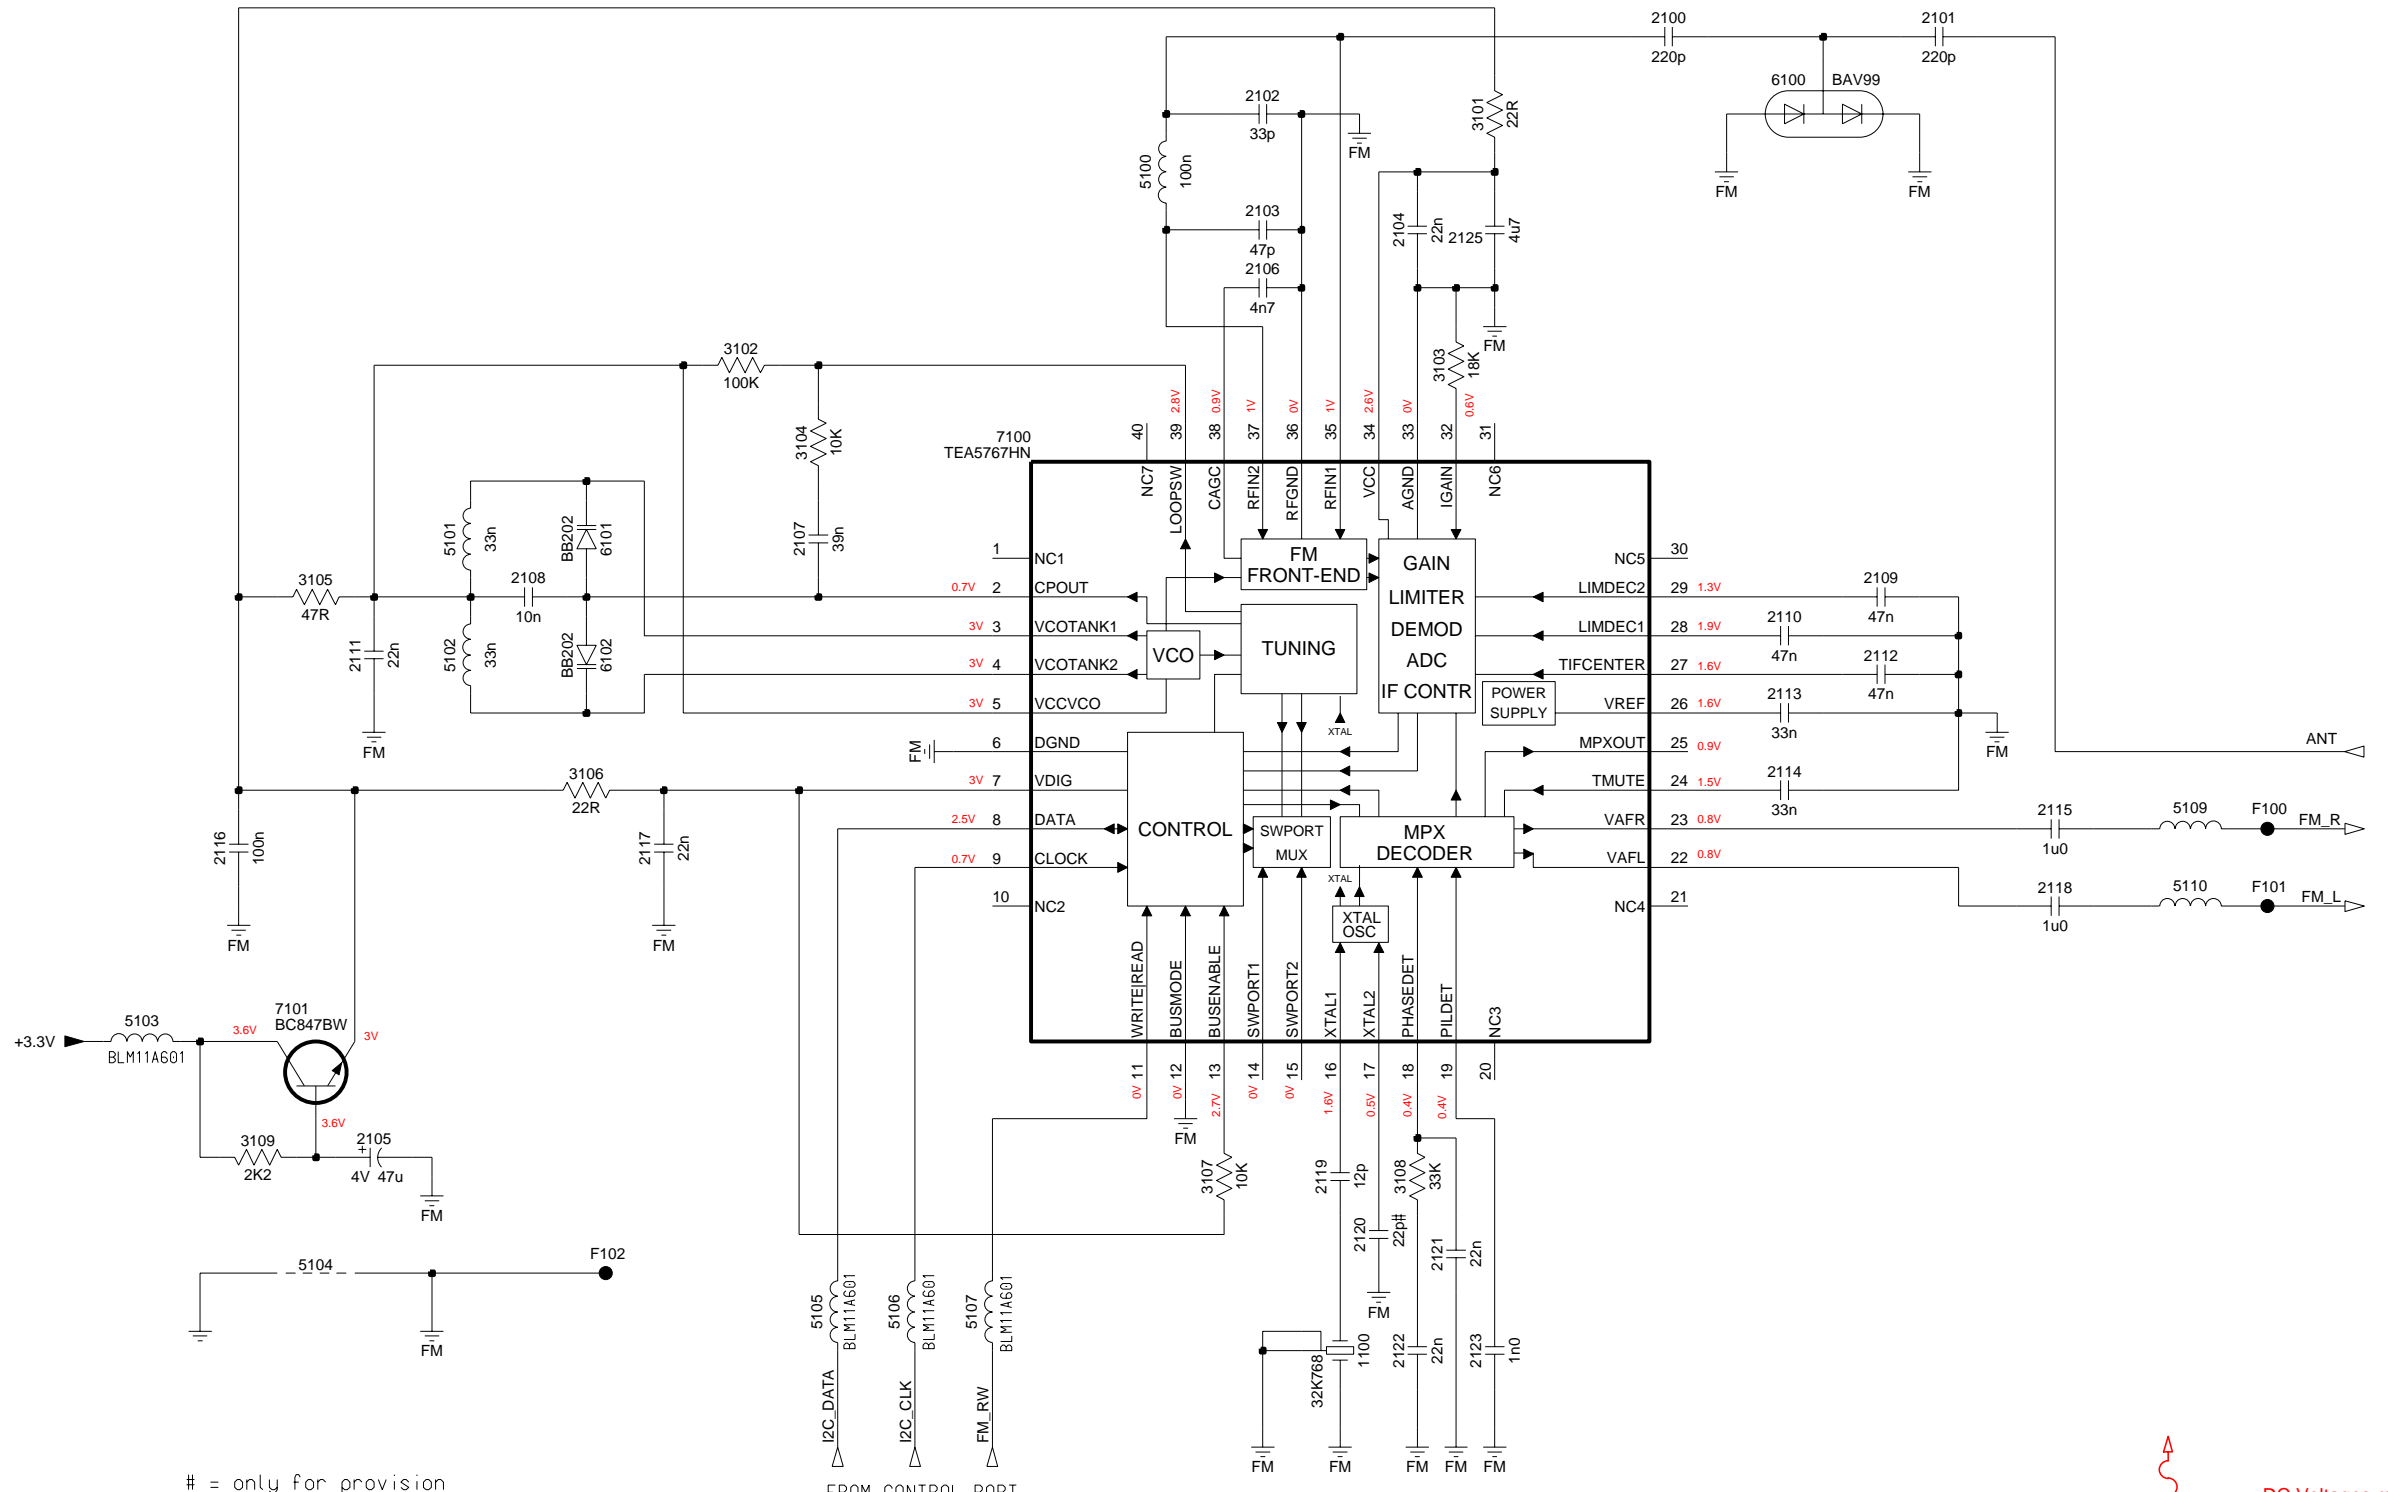 2100
220p
2101
220p
6100 BAV99
FM
FM
2102
33p
FM
5100
100n
2103
47p
2106
4n7
3101
22R
2104
22n
2125
4u7
FM
3103
18K
3102
100K
3104
10K
2107
39n
2.8V
0.9V
1V
0V
1V
2.6V
0V
0.6V
7100
TEA5767HN
40
39
38
37
36
35
34
33
32
31
NC7
LOOPSW
CAGC
RFIN2
RFGND
RFIN1
VCC
AGND
IGAIN
NC6
5101
33n
BB202
6101
3105
47R
2108
10n
2111
22n
5102
33n
BB202
6102
FM
1 NC1
0.7V 2 CPOUT
3V 3 VCOTANK1
3V 4 VCOTANK2
3V 5 VCCVCO
FM 6 DGND
3V 7 VDIG
2.5V 8 DATA
0.7V 9 CLOCK
10 NC2
FM
FRONT-END
VCO
TUNING
XTAL
GAIN
LIMITER
DEMOD
ADC
IF CONTR
POWER
SUPPLY
CONTROL
SWPORT
MUX
MPX
DECODER
XTAL
XTAL
OSC
NC5 30
LIMDEC2 29 1.3V
LIMDEC1 28 1.9V
TIFCENTER 27 1.6V
VREF 26 1.6V
MPXOUT 25 0.9V
TMUTE 24 1.5V
VAFR 23 0.8V
VAFL 22 0.8V
NC4 21
2109
47n
2110
47n
2112
47n
2113
33n
FM
2114
33n
ANT
2115
1u0
5109
F100
FM_R
2118
1u0
5110
F101
FM_L
3106
22R
2116
100n
FM
2117
22n
FM
WRITE|READ
BUSMODE
BUSENABLE
SWPORT1
SWPORT2
XTAL1
XTAL2
PHASEDET
PILDET
NC3
11
12
13
14
15
16
17
18
19
20
0V
0V
2.7V
0V
0V
1.6V
0.5V
0.4V
0.4V
FM
+3.3V
5103
BLM11A601
7101
BC847BW
3.6V
3V
3.6V
3109
2K2
2105
+
4V 47u
FM
5104
F102
FM
3107
10K
2119
12p
3108
33K
2120
22p#
FM
2121
22n
5105
BLM11A601
5106
BLM11A601
5107
BLM11A601
32K768
1100
2122
22n
2123
1n0
I2C_DATA
I2C_CLK
FM_RW
FM
FM
FM
FM
FM
# = only for provision
FROM CONTROL PART